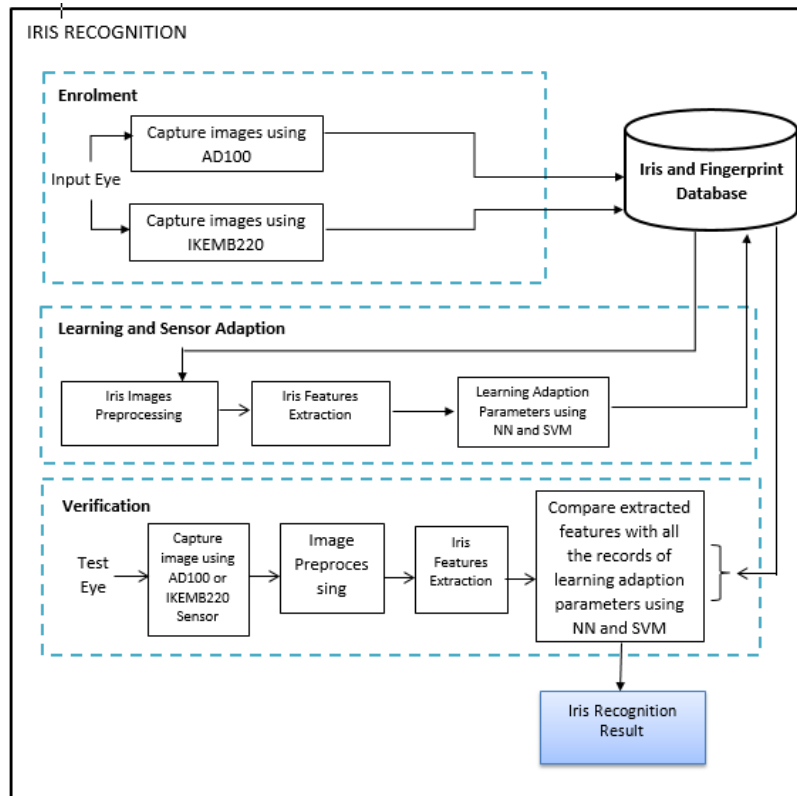 IRIS RECOGNITION
Enrolment
Capture images using
AD100
Input Eye
Capture images using
IKEMB220
Iris and Fingerprint
Database
Learning and Sensor Adaption
Iris Images
Preprocessing
Iris Features
Extraction
Learning Adaption
Parameters using
NN and SVM
Verification
Test
Eye
Capture
image using
AD100 or
IKEMB220
Sensor
Image
Preproces
sing
Iris
Features
Extraction
Compare extracted
features with all
the records of
learning adaption
parameters using
NN and SVM
Iris Recognition
Result